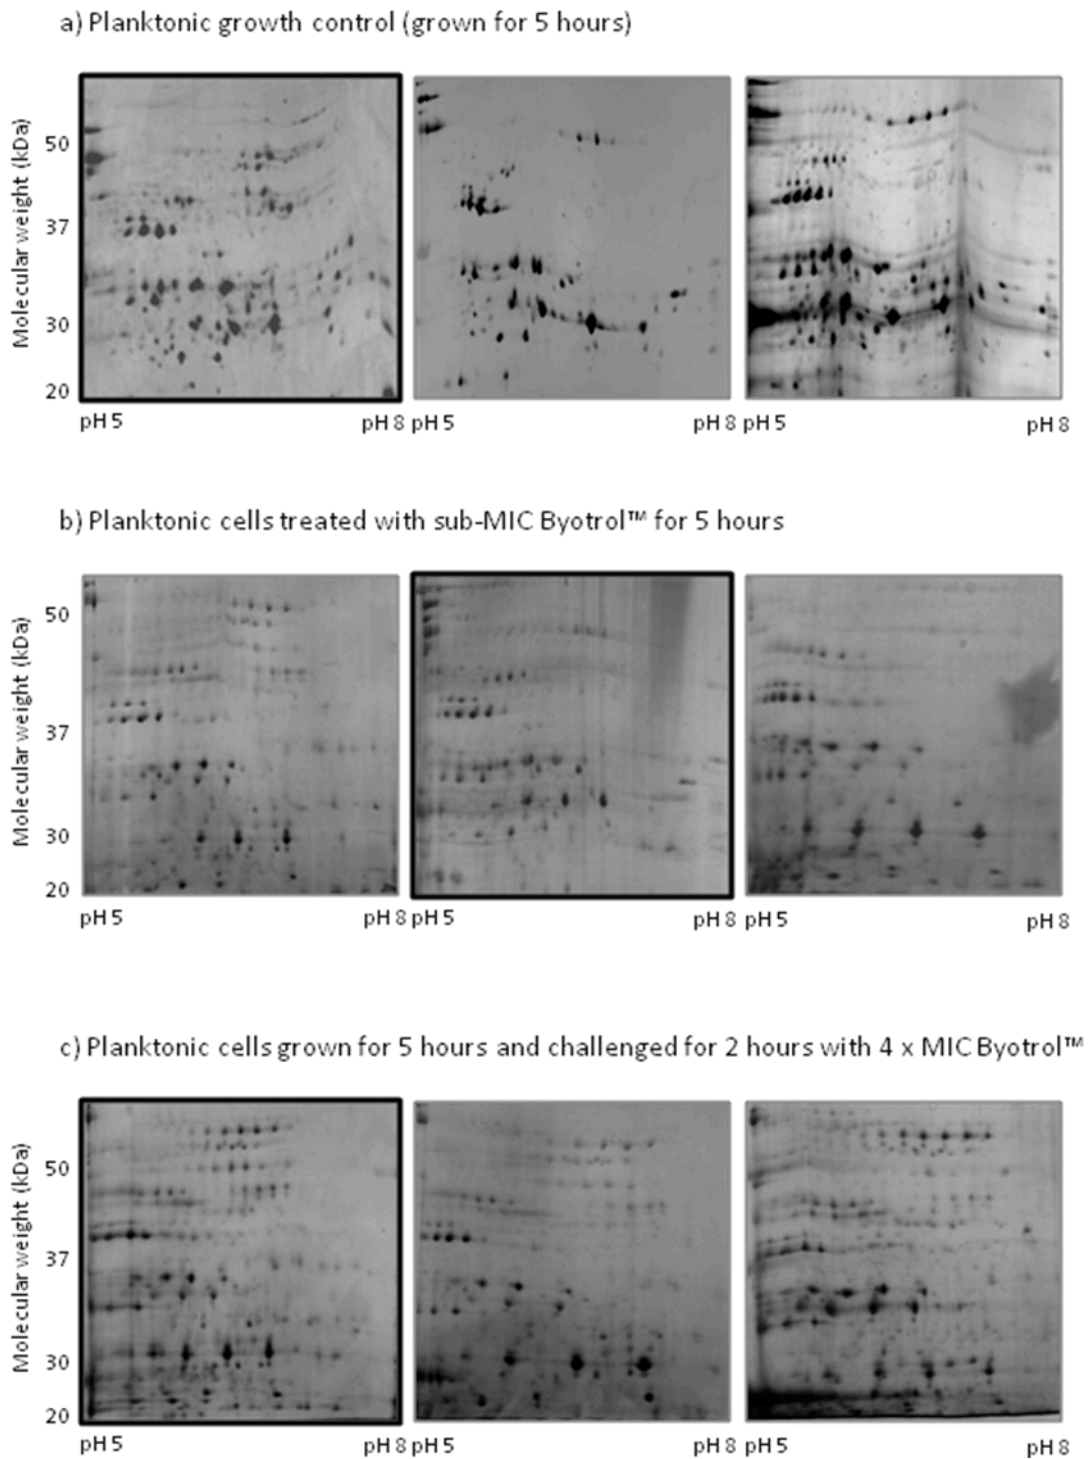 a) Planktonic growth control (grown for 5 hours)
Molecular weight (kDa)
50
37
30
20
pH 5 pH 8 pH 5 pH 8 pH 5 pH 8
b) Planktonic cells treated with sub-MIC Byotrol™ for 5 hours
Molecular weight (kDa)
50
37
30
20
pH 5 pH 8 pH 5 pH 8 pH 5 pH 8
c) Planktonic cells grown for 5 hours and challenged for 2 hours with 4 x MIC Byotrol™
Molecular weight (kDa)
50
37
30
20
pH 5 pH 8 pH 5 pH 8 pH 5 pH 8